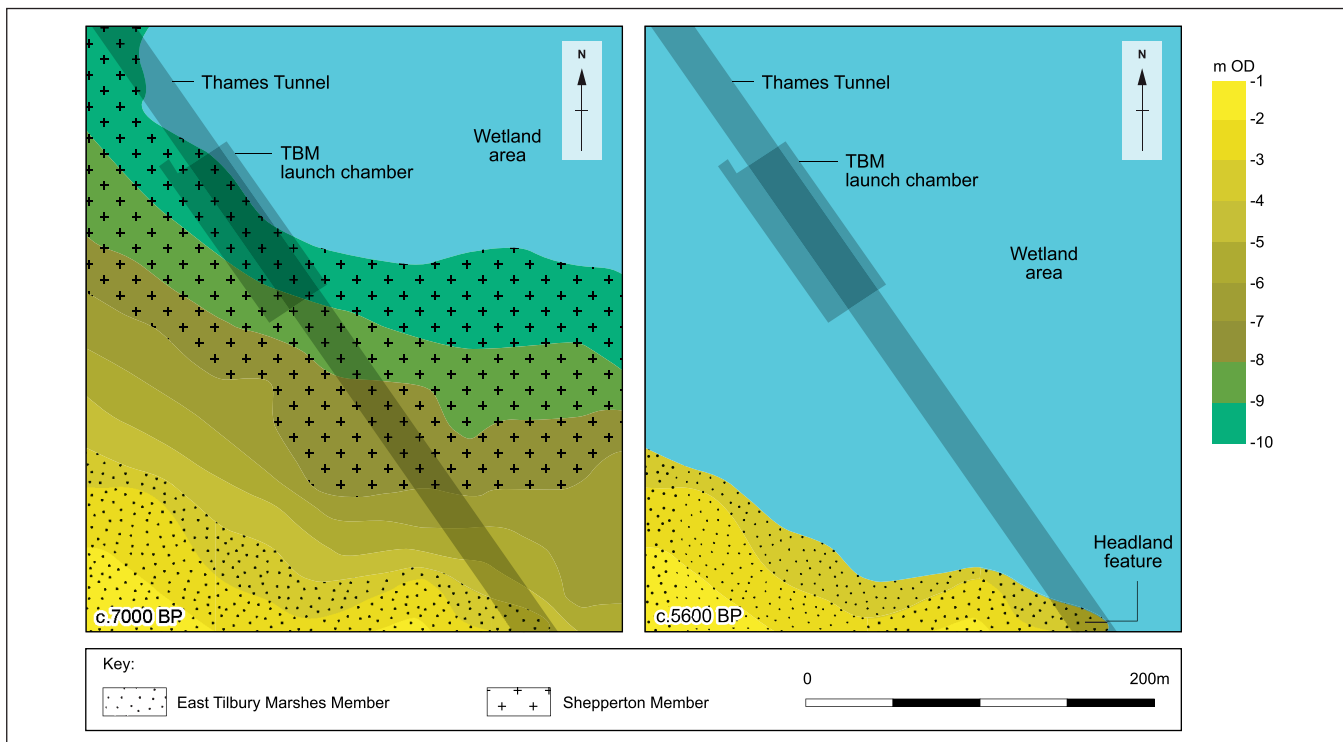 N
Thames Tunnel
TBM
launch chamber
Wetland
area
c.7000 BP
N
Thames Tunnel
TBM
launch chamber
Wetland
area
Headland
feature
c.5600 BP
m OD
-1
-2
-3
-4
-5
-6
-7
-8
-9
-10
Key:
East Tilbury Marshes Member
Shepperton Member
0
200m